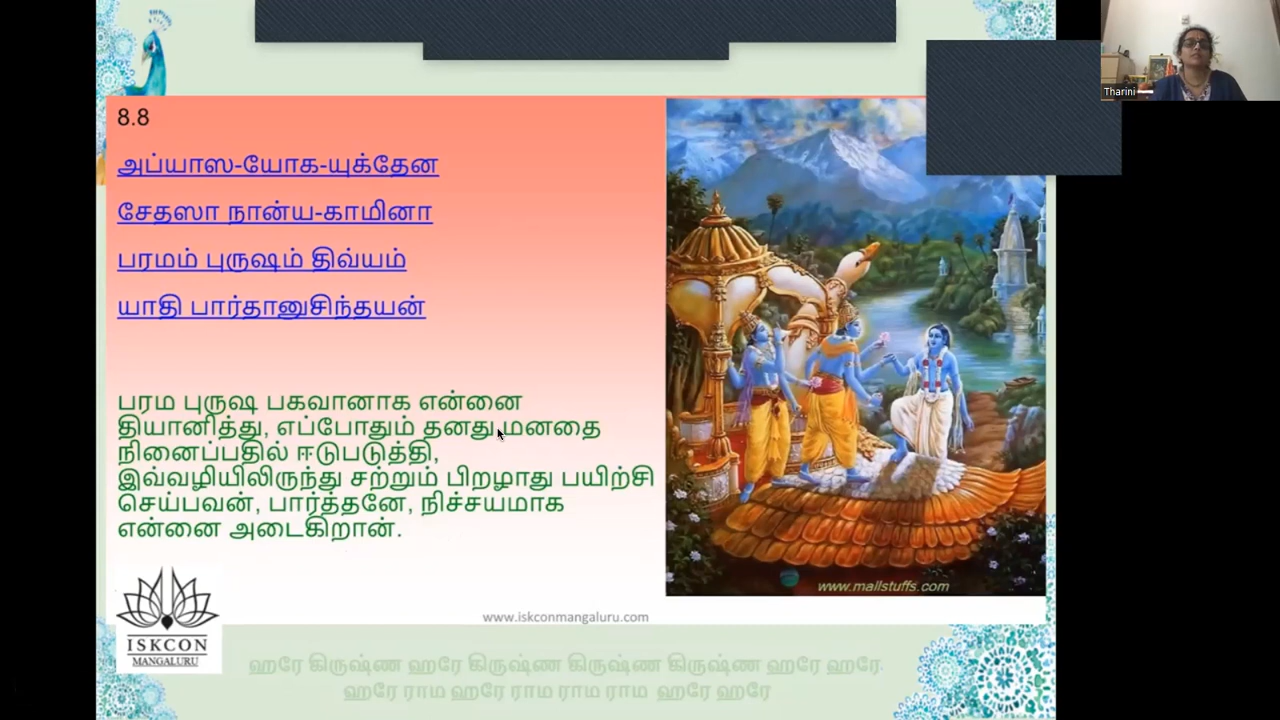 Tharini
8.8
அப்யாஸ-யோக-யுக்தேன
சேதஸா நான்ய-காமினா
பரமம் புருஷம் திவ்யம்
யாதி பார்தானுசிந்தயன்
பரம புருஷ பகவானாக என்னை
தியானித்து, எப்போதும் தனது மனதை
நினைப்பதில் ஈடுபடுத்தி,
இவ்வழியிலிருந்து சற்றும் பிறழாது பயிற்சி
செய்பவன், பார்த்தனே, நிச்சயமாக
என்னை அடைகிறான்.
www.mailstuffs.com
www.iskconmangaluru.com
ISKCON
MANGALURU
ஹரே கிருஷ்ண ஹரே கிருஷ்ண கிருஷ்ண கிருஷ்ண ஹரே ஹரே
ஹரே ராம ஹரே ராம ராம ராம ஹரே ஹரே